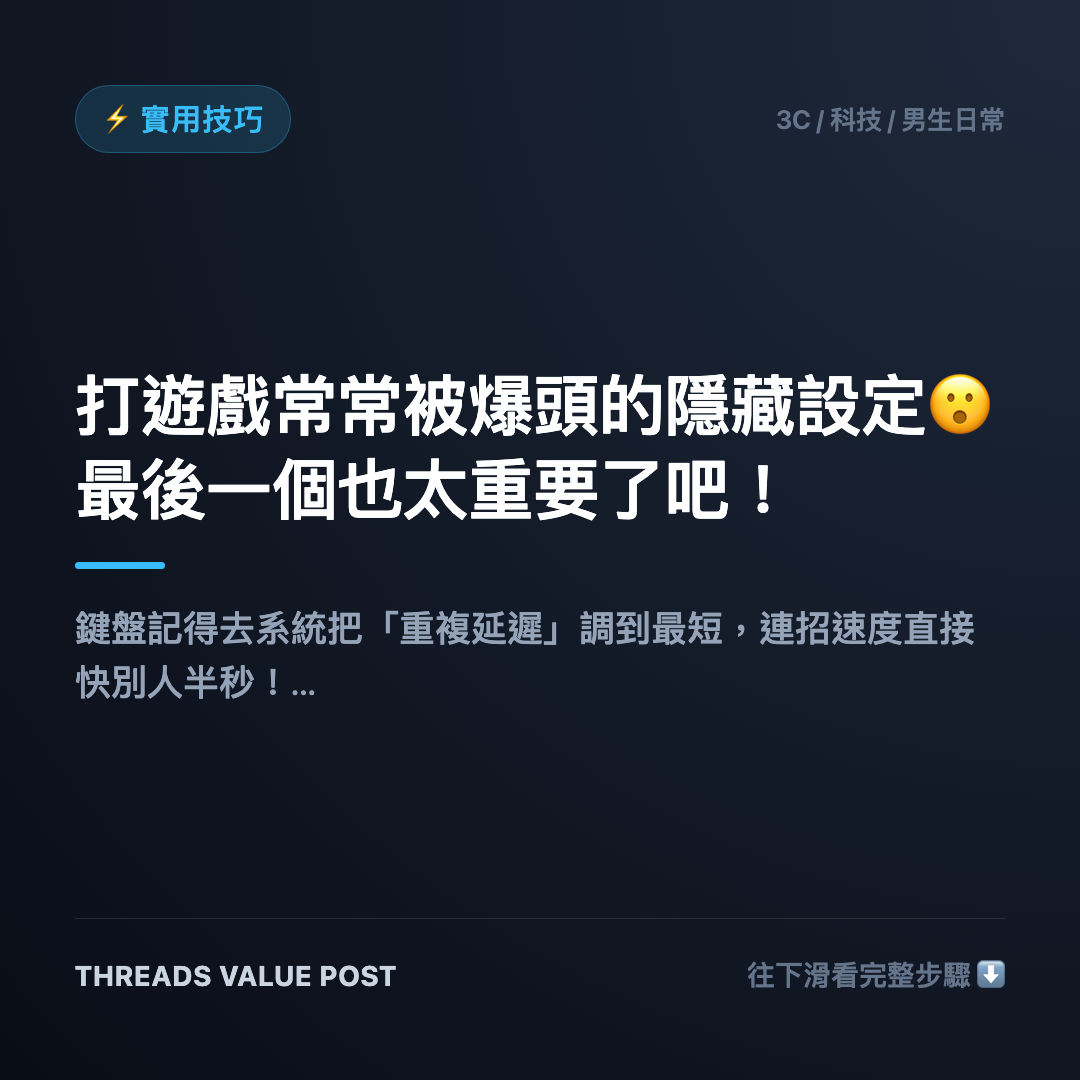 ⚡ 實用技巧
3C / 科技 / 男生日常
打遊戲常常被爆頭的隱藏設定😮
最後一個也太重要了吧！
鍵盤記得去系統把「重複延遲」調到最短，連招速度直接
快別人半秒！...
THREADS VALUE POST
往下滑看完整步驟 ⬇️